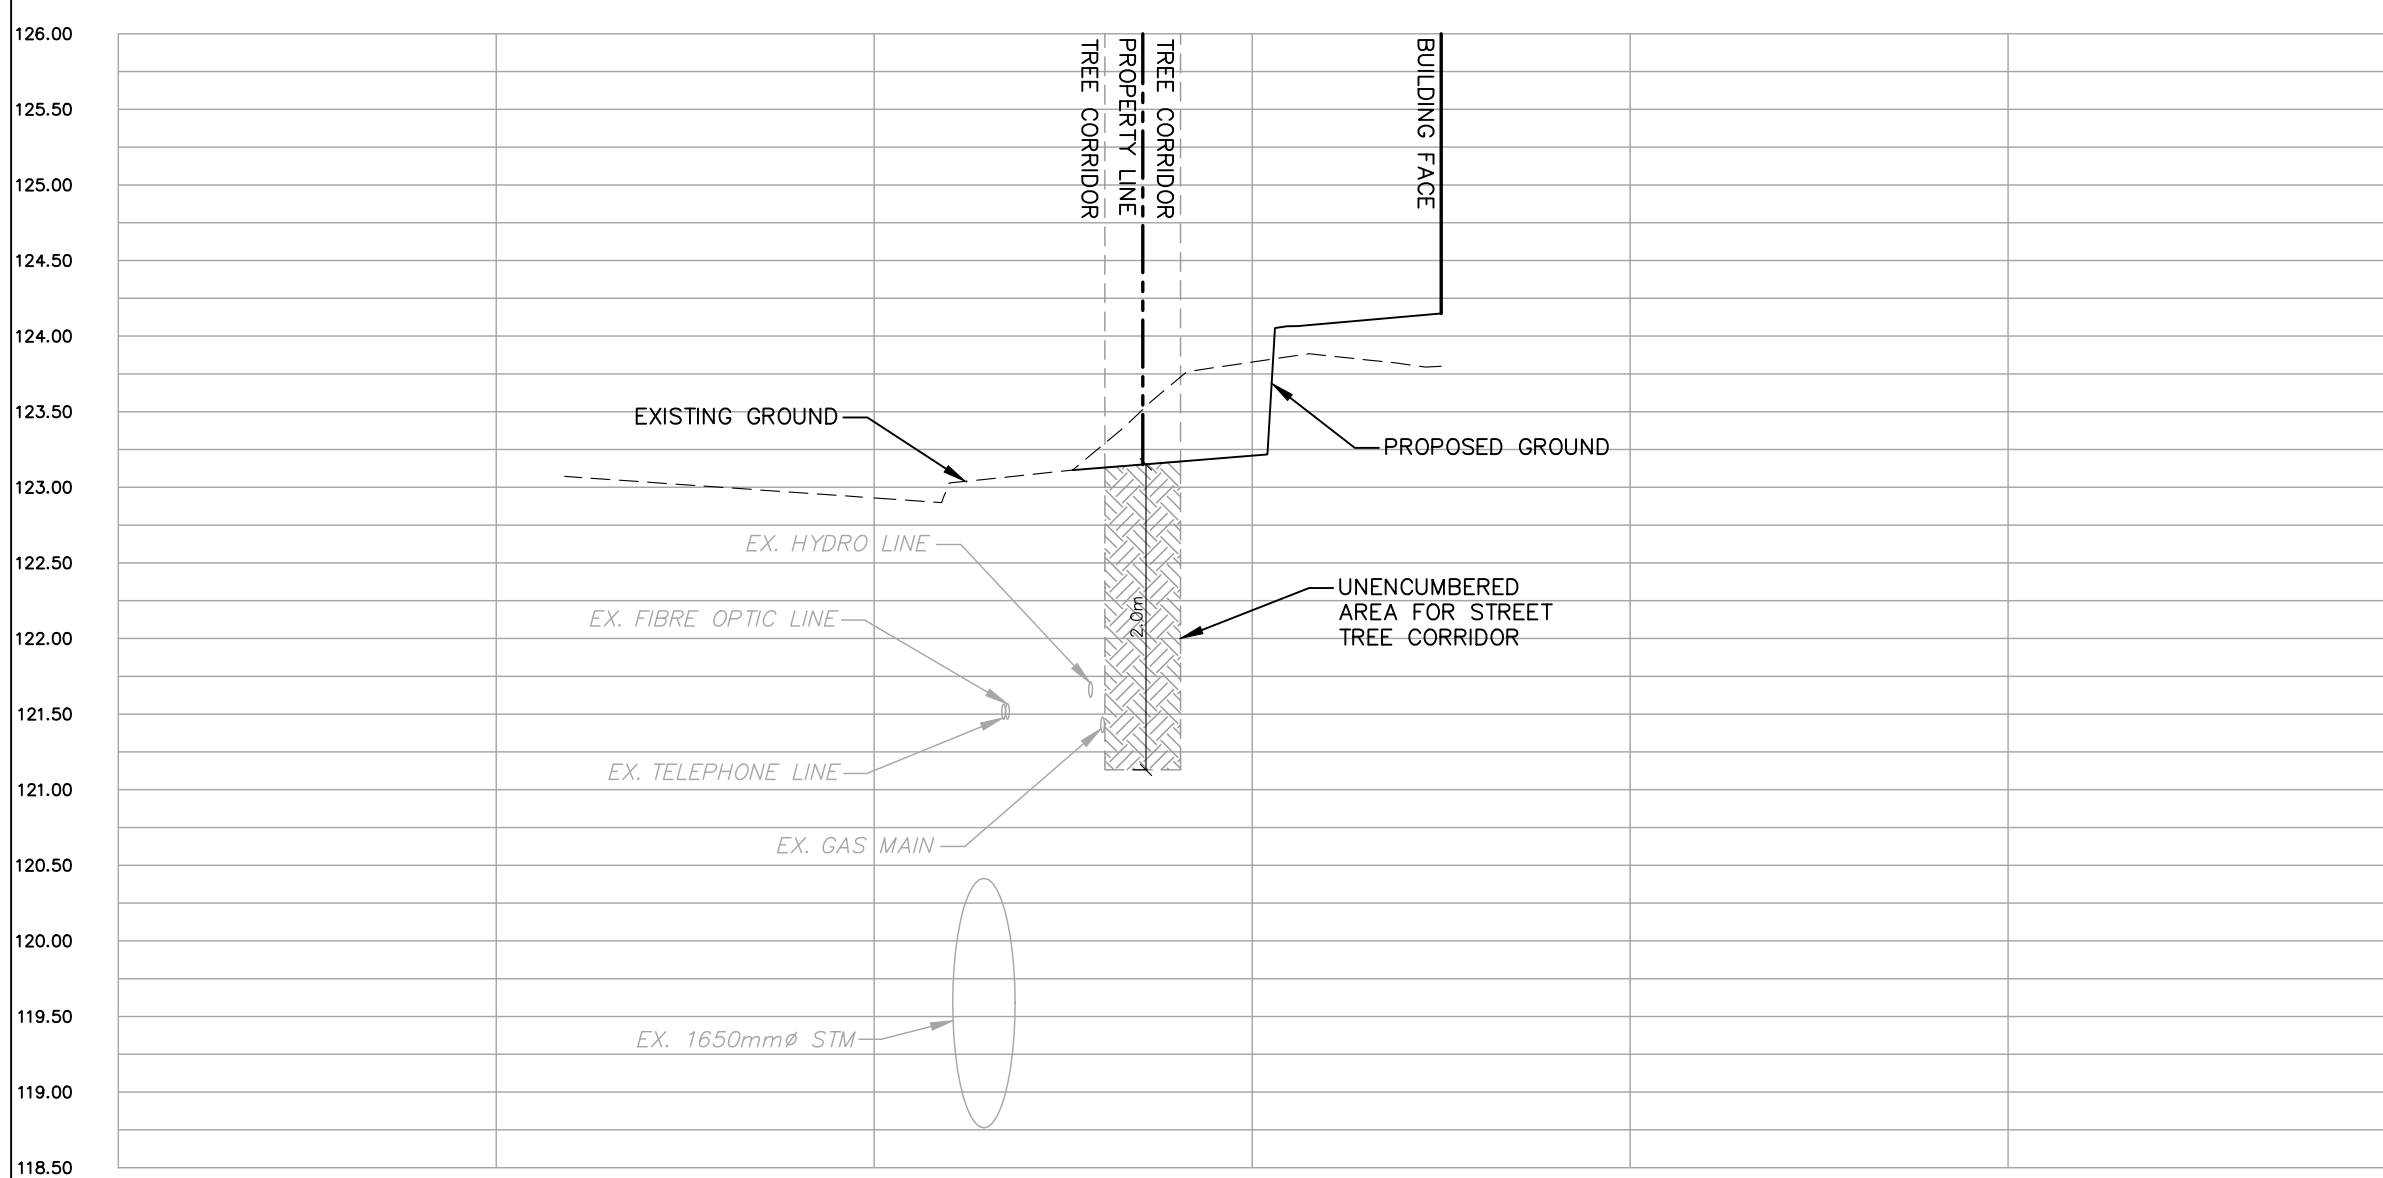 126.00
125.50
125.00
124.50
124.00
123.50
123.00
122.50
122.00
121.50
121.00
120.50
120.00
119.50
119.00
118.50
TREE CORRIDOR
PROPERTY LINE
TREE CORRIDOR
BUILDING FACE
EXISTING GROUND
PROPOSED GROUND
EX. HYDRO LINE
UNENCUMBERED
AREA FOR STREET
TREE CORRIDOR
2.0m
EX. FIBRE OPTIC LINE
EX. TELEPHONE LINE
EX. GAS MAIN
EX. 1650mmø STM